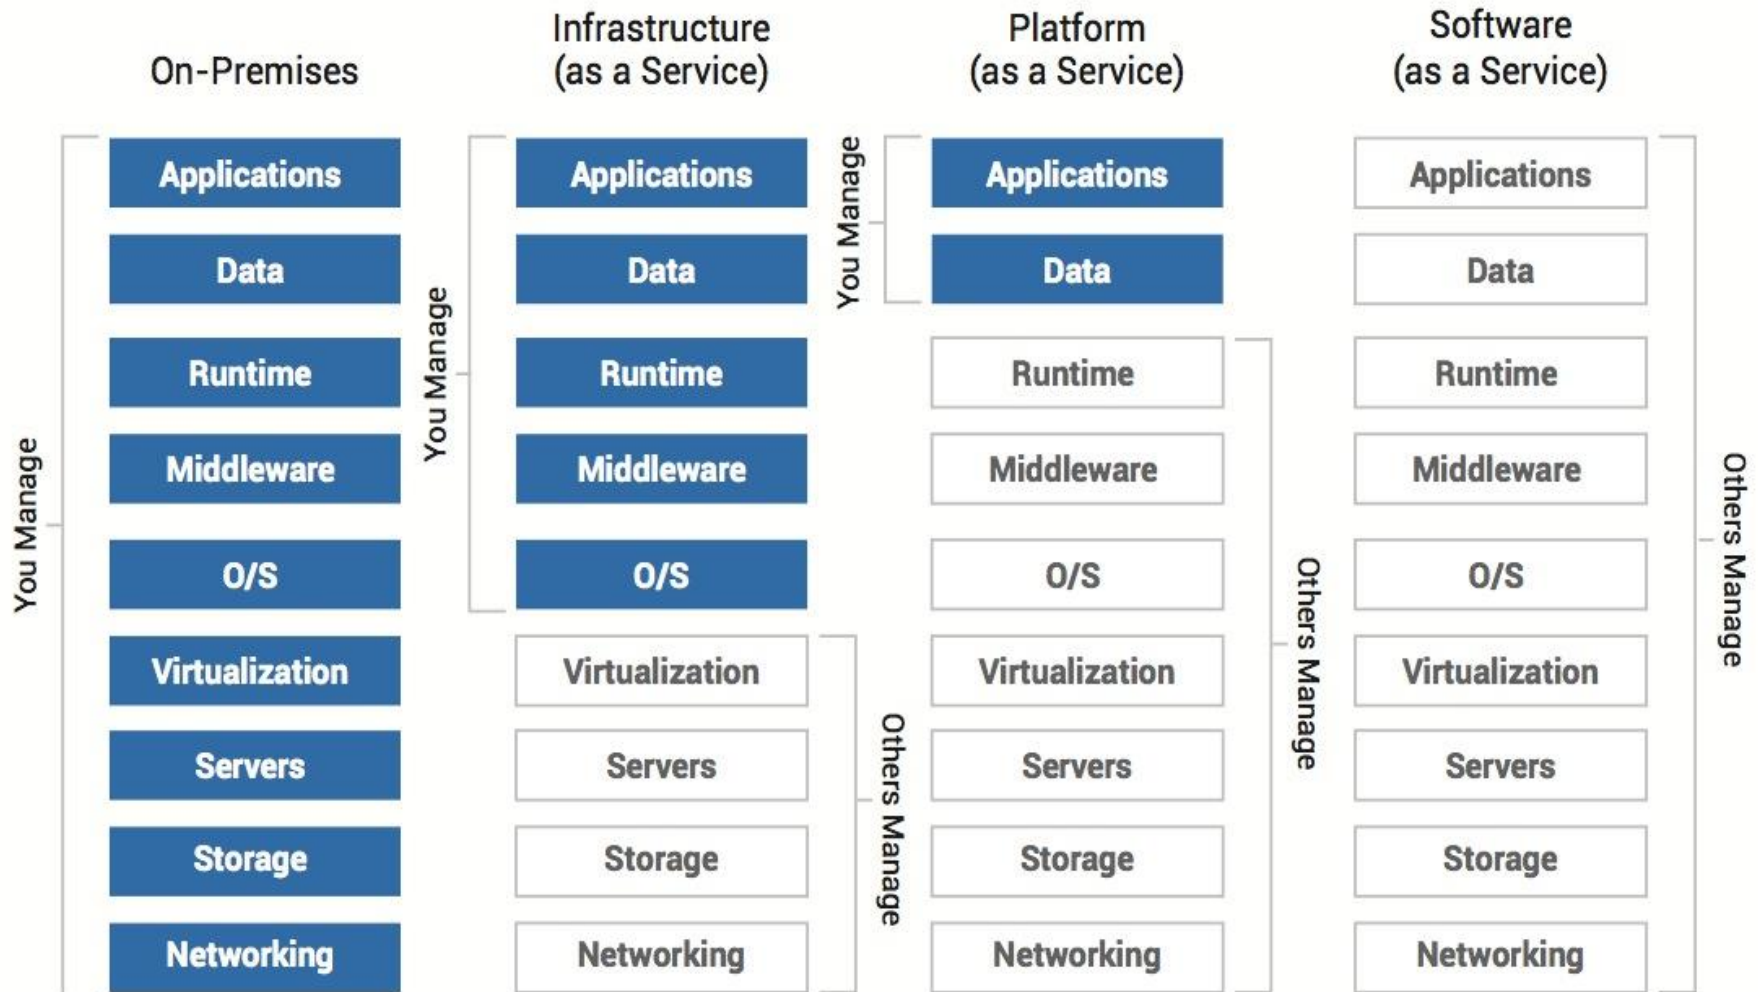 On-Premises
Infrastructure
(as a Service)
Platform
(as a Service)
Software
(as a Service)
You Manage
Applications
Data
Runtime
Middleware
O/S
Virtualization
Servers
Storage
Networking
You Manage
Applications
Data
Runtime
Middleware
O/S
Virtualization
Servers
Storage
Networking
Others Manage
You Manage
Applications
Data
Runtime
Middleware
O/S
Virtualization
Servers
Storage
Networking
Others Manage
Applications
Data
Runtime
Middleware
O/S
Virtualization
Servers
Storage
Networking
Others Manage